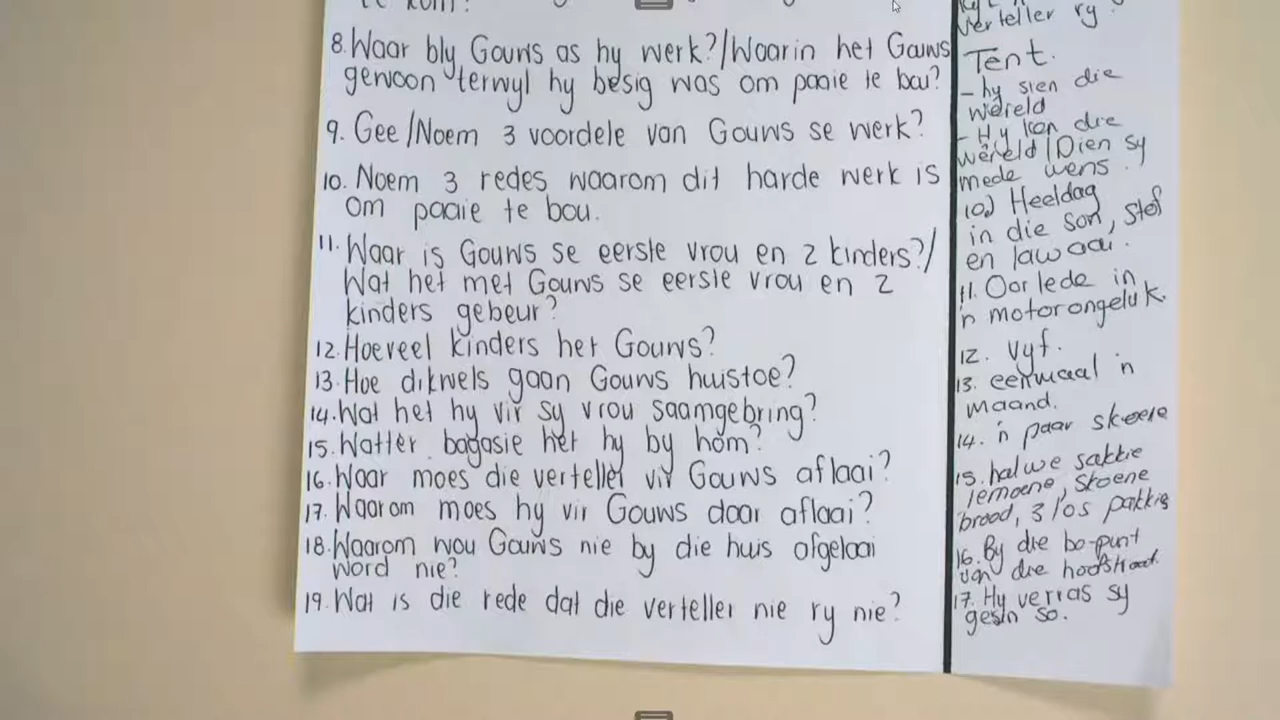 8. Waar bly Gouws as hy werk?/Waarin het Gouws
gewoon terwyl hy besig was om paaie te bou?
9. Gee/Noem 3 voordele van Gouws se werk?
10. Noem 3 redes waarom dit harde werk is
om paaie te bou.
11. Waar is Gouws se eerste vrou en 2 kinders?/
Wat het met Gouws se eerste vrou en 2
kinders gebeur?
12. Hoeveel kinders het Gouws?
13. Hoe dikwels gaan Gouws huistoe?
14. Wat het hy vir sy vrou saamgebring?
15. Watter bagasie het hy by hom?
16. Waar moes die verteller vir Gouws aflaai?
17. Waarom moes hy vir Gouws daar aflaai?
18. Waarom wou Gouws nie by die huis afgelaai
word nie?
19. Wat is die rede dat die verteller nie ry nie?
verteller ry
Tent.
- hy sien die
wêreld
- Hy kan die
wêreld/Dien sy
mede wens.
10.) Heeldag
in die son, stof
en lawaai.
11. Oorlede in
'n motorongeluk.
12. Vyf.
13. eenmaal 'n
maand.
14. 'n paar skoene
15. halwe sakkie
lemoene, skoene
brood, 3 los pakkis
16. By die bo-punt
van die hoofstraat.
17. Hy verras sy
gesin so.